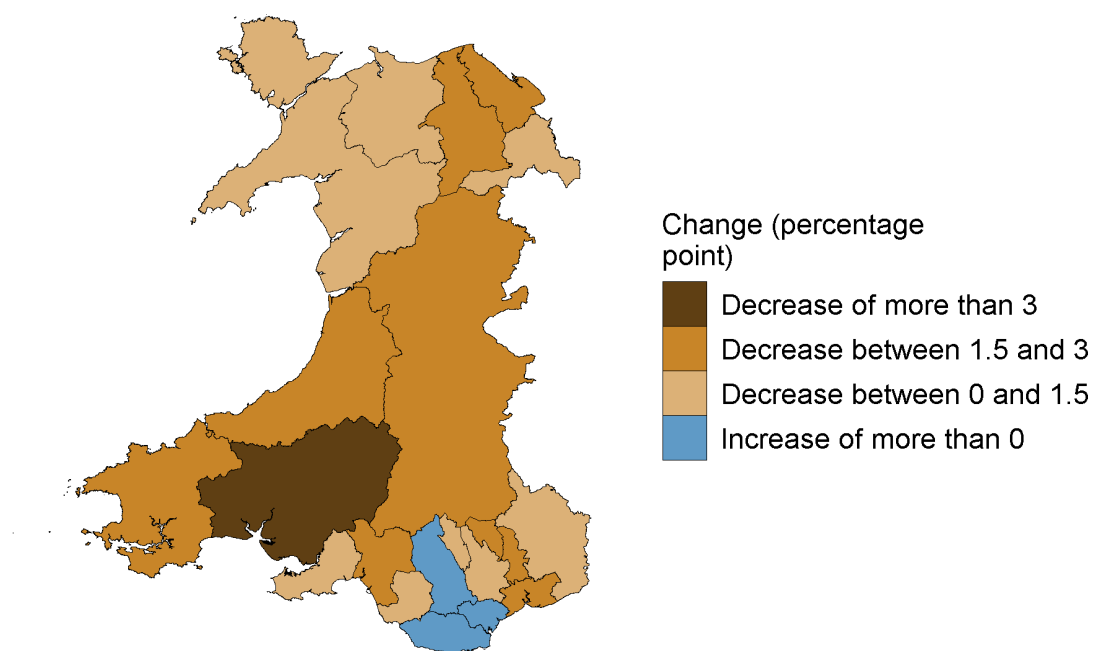 Change (percentage
point)
Decrease of more than 3
Decrease between 1.5 and 3
Decrease between 0 and 1.5
Increase of more than 0